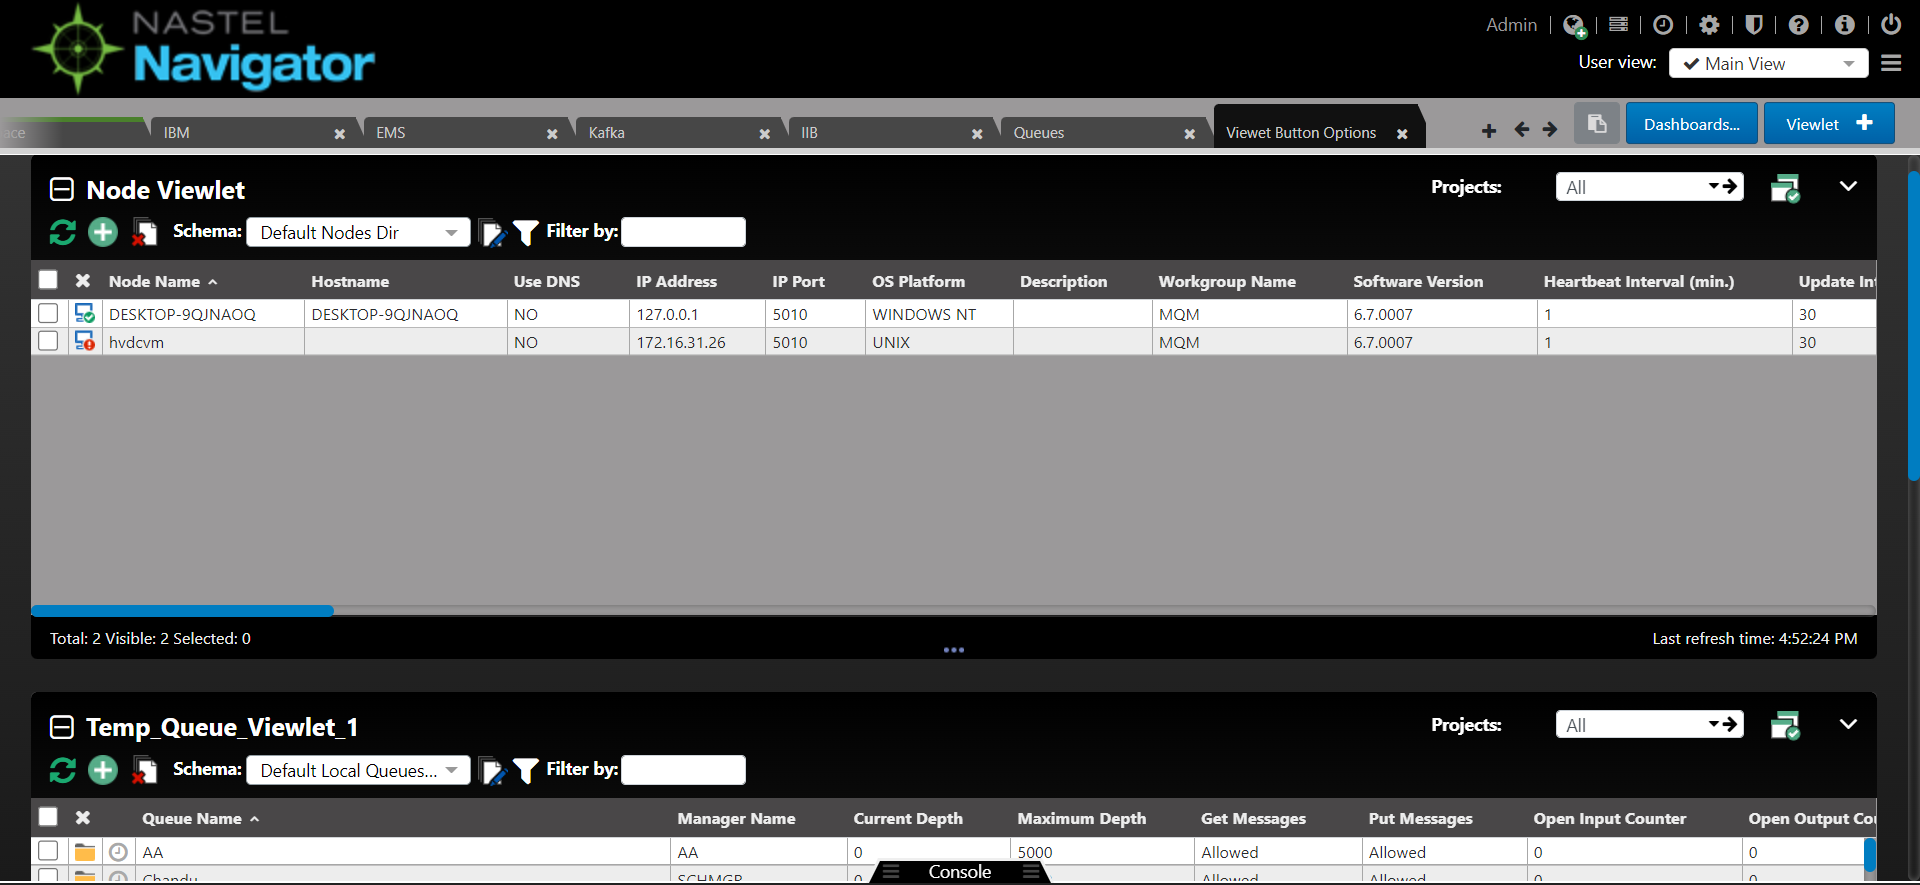 NASTEL
Navigator
Admin
User view: Main View
ace
IBM
EMS
Kafka
IIB
Queues
Viewet Button Options
Dashboards...
Viewlet
Node Viewlet
Projects: All
Schema: Default Nodes Dir Filter by:
Node Name Hostname Use DNS IP Address IP Port OS Platform Description Workgroup Name Software Version Heartbeat Interval (min.) Update In
DESKTOP-9QJNAOQ DESKTOP-9QJNAOQ NO 127.0.0.1 5010 WINDOWS NT MQM 6.7.0007 1 30
hvdcvm NO 172.16.31.26 5010 UNIX MQM 6.7.0007 1 30
Total: 2 Visible: 2 Selected: 0
Last refresh time: 4:52:24 PM
Temp_Queue_Viewlet_1
Projects: All
Schema: Default Local Queues... Filter by:
Queue Name Manager Name Current Depth Maximum Depth Get Messages Put Messages Open Input Counter Open Output Cou
AA AA 0 5000 Allowed Allowed 0 0
Chandu SCHMGR 0 Allowed Allowed 0 0
Console